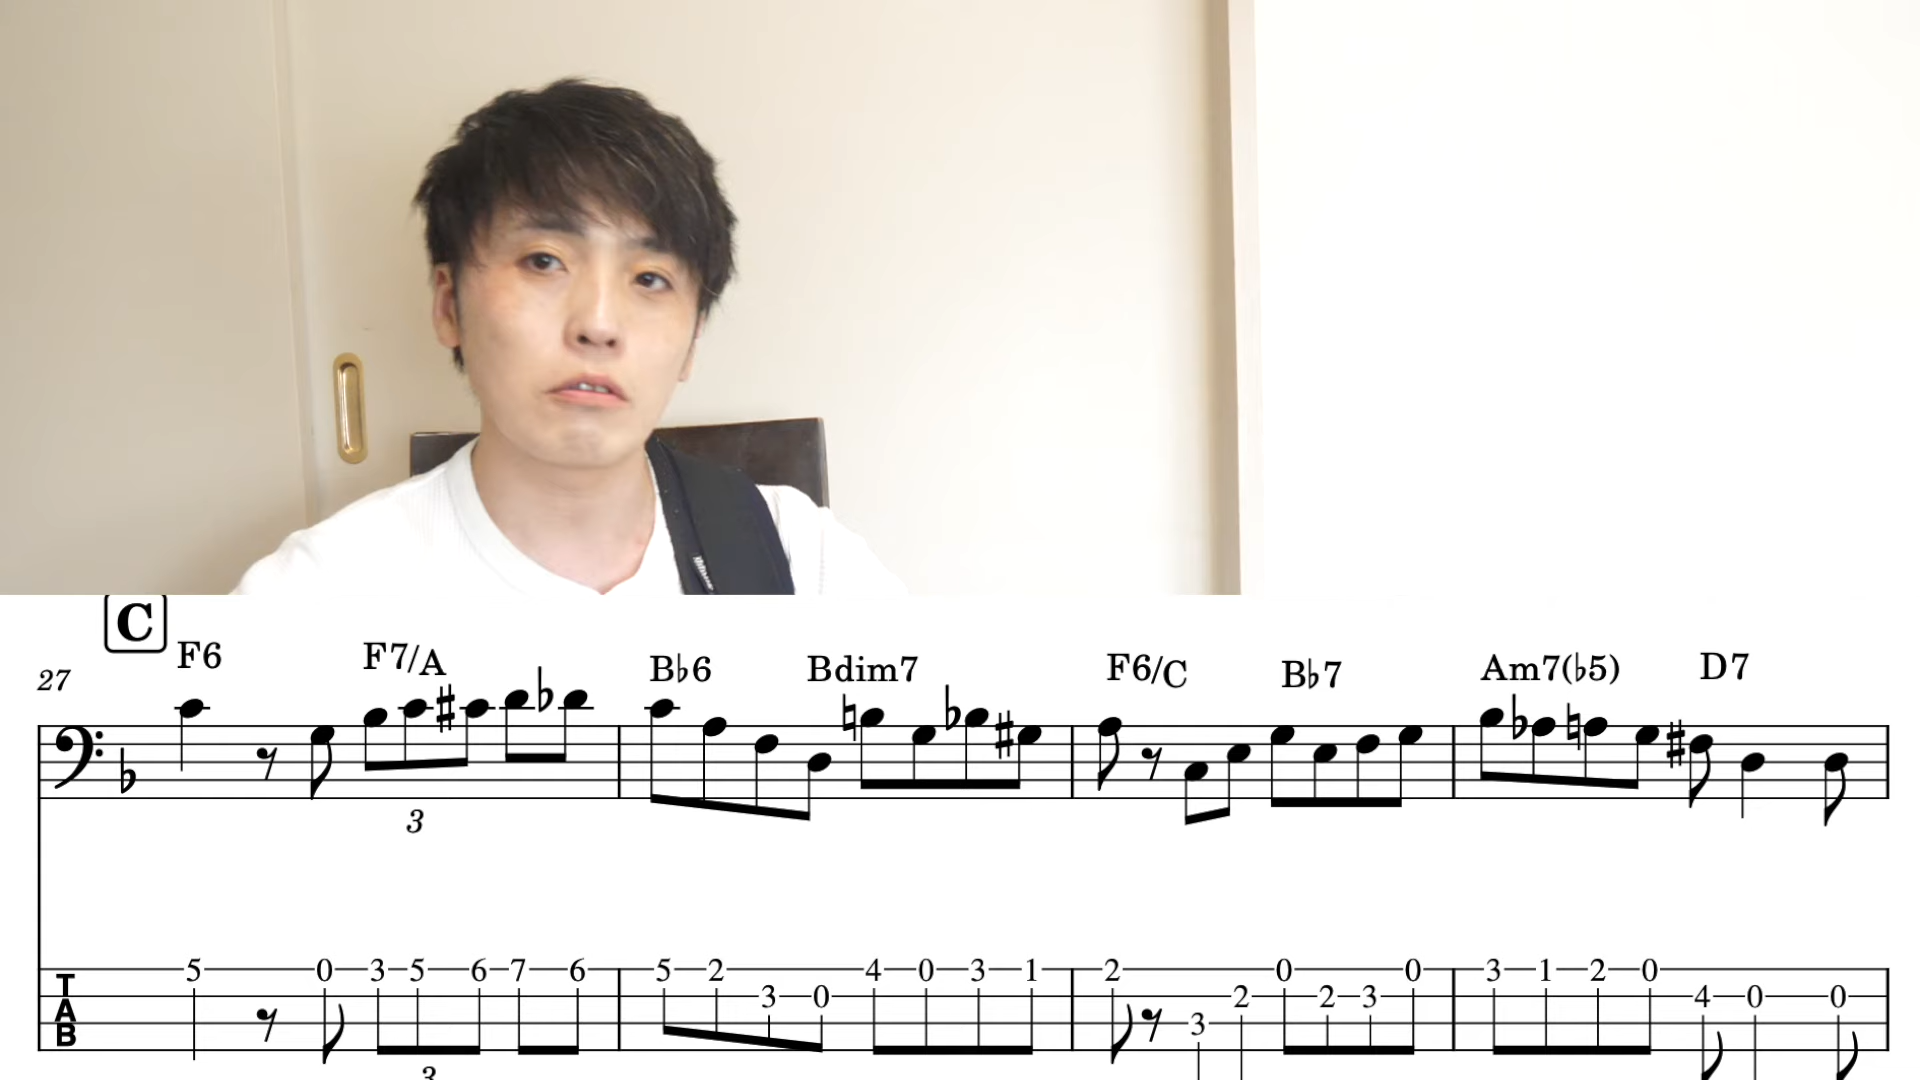 C
F6 F7/A B♭6 Bdim7 F6/C B♭7 Am7(♭5) D7
27
3
5 0 3 5 6 7 6 5 2 4 0 3 1 2 0 0 3 1 2 0
T
3 0 2 2 3 4 0 0
A
3
B
3